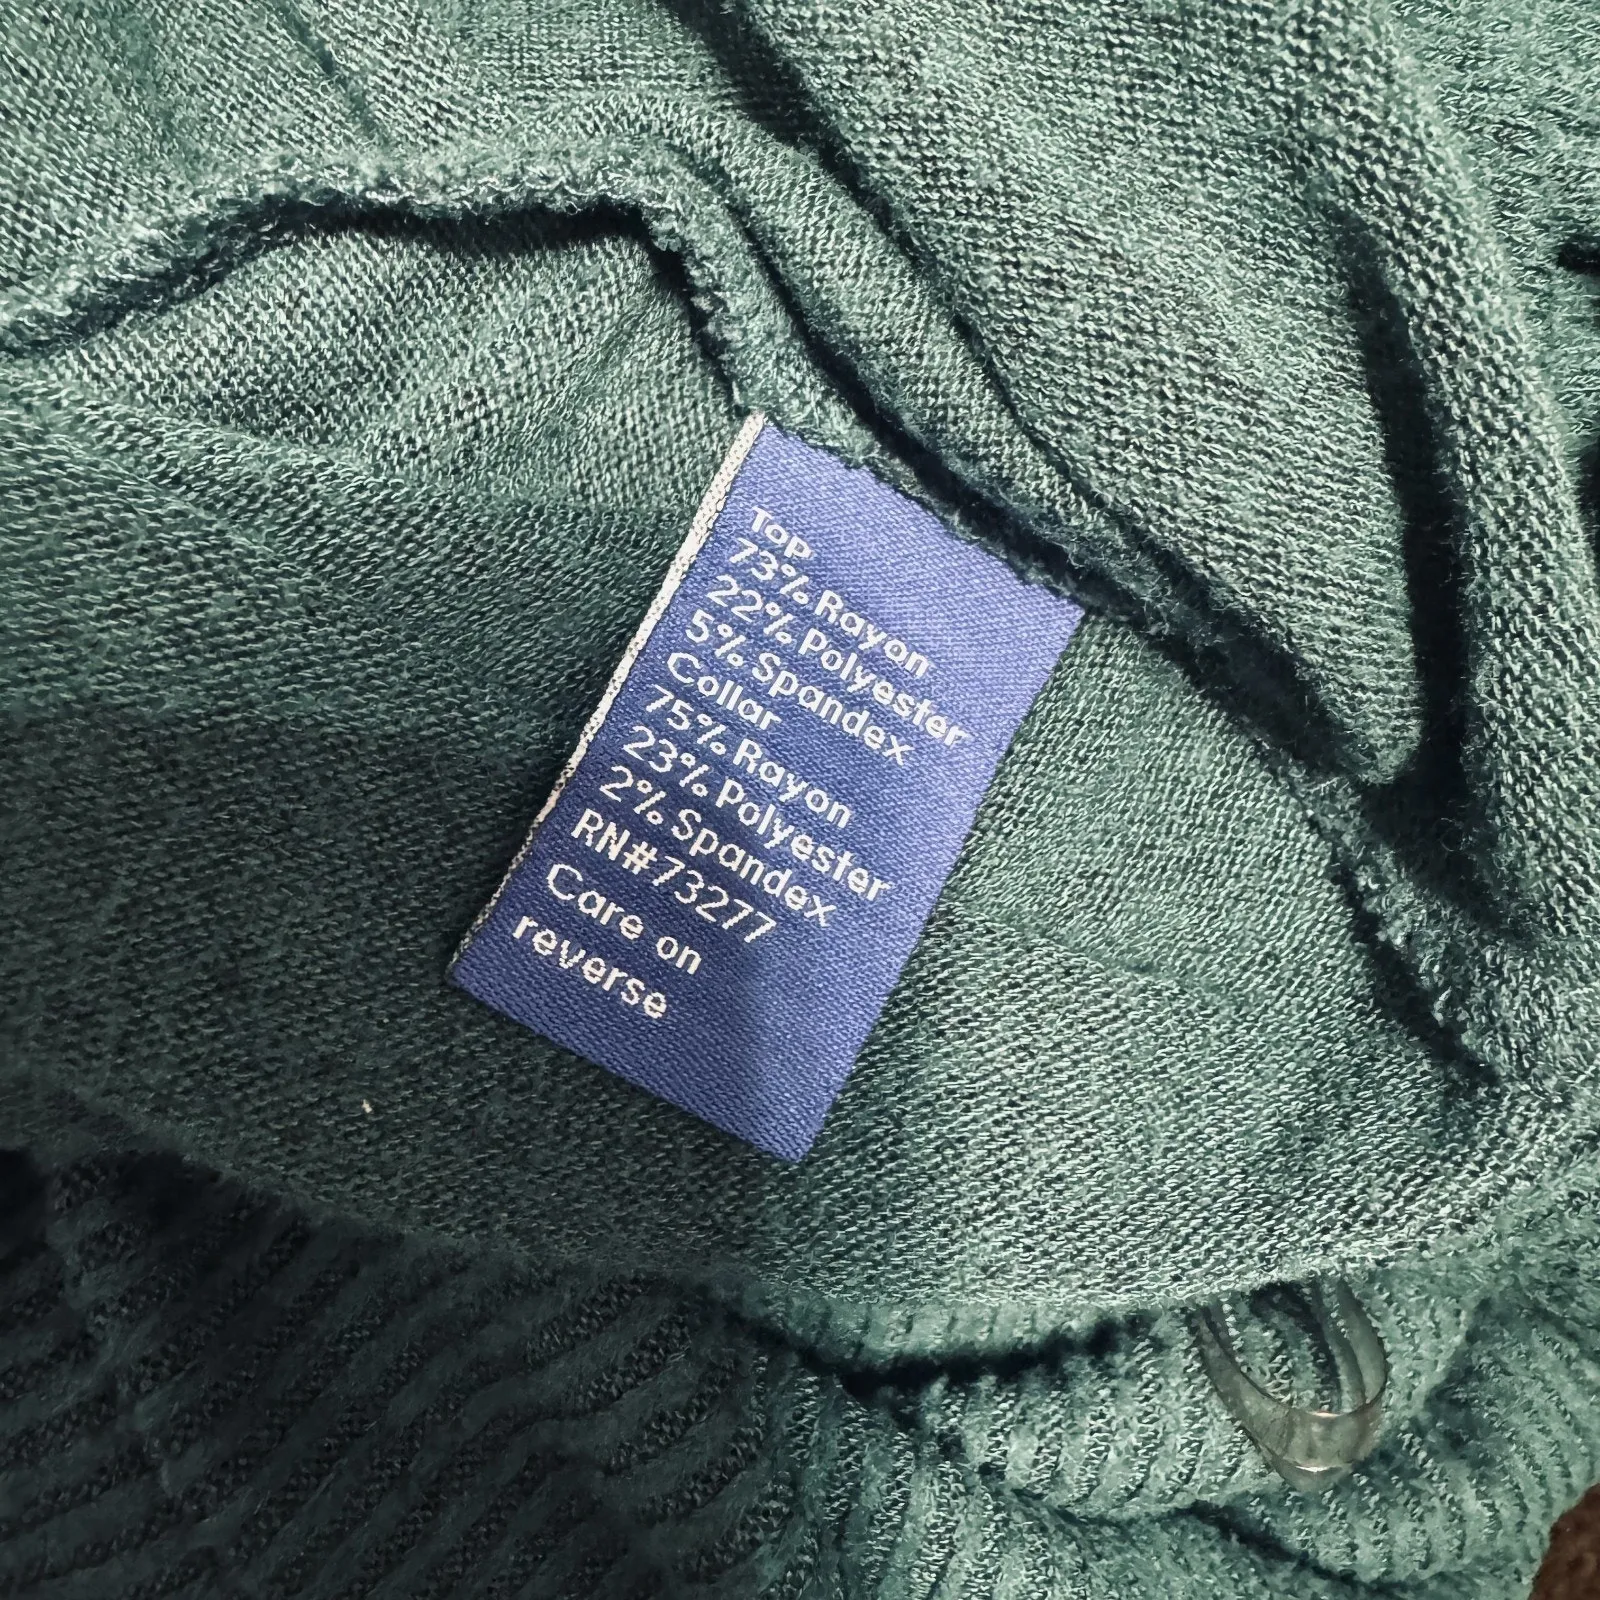 Top
73% Rayon
22% Polyester
5% Spandex
Collar
75% Rayon
23% Polyester
2% Spandex
RN#73277
Care on
reverse